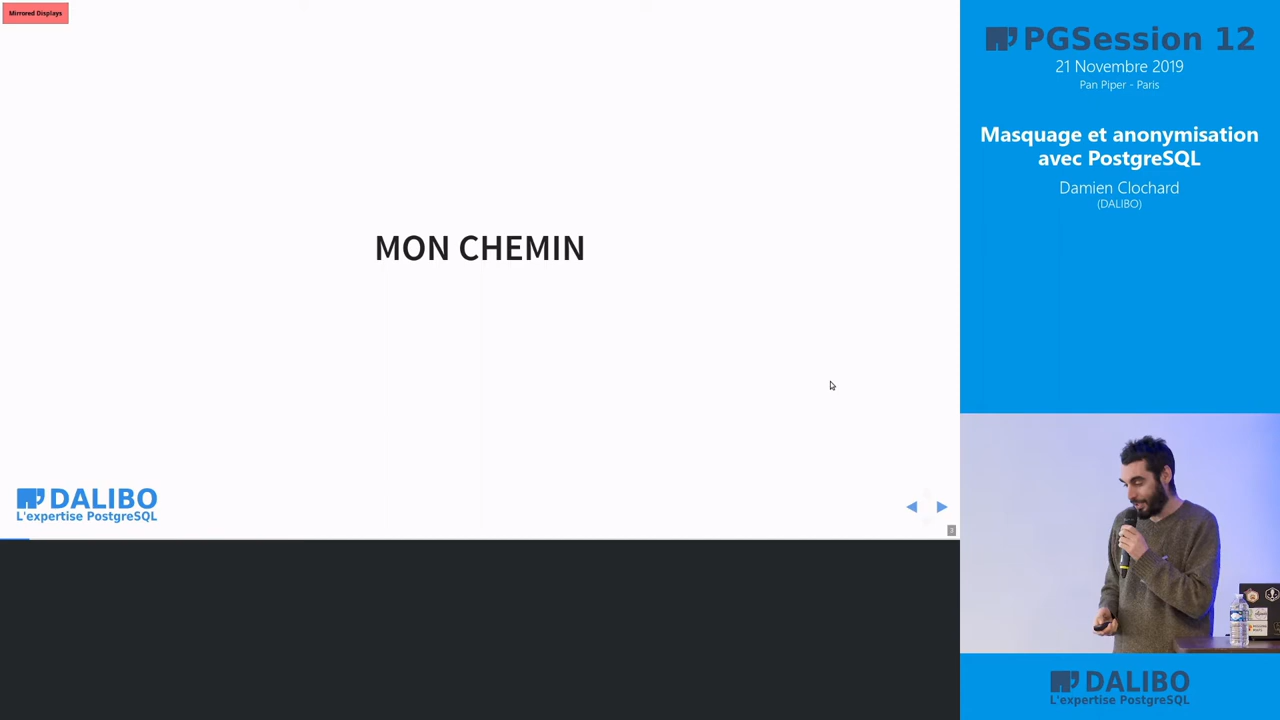 Mirrored Displays
MON CHEMIN
DALIBO
L'expertise PostgreSQL
PGSession 12
21 Novembre 2019
Pan Piper - Paris
Masquage et anonymisation
avec PostgreSQL
Damien Clochard
(DALIBO)
DALIBO
L'expertise PostgreSQL